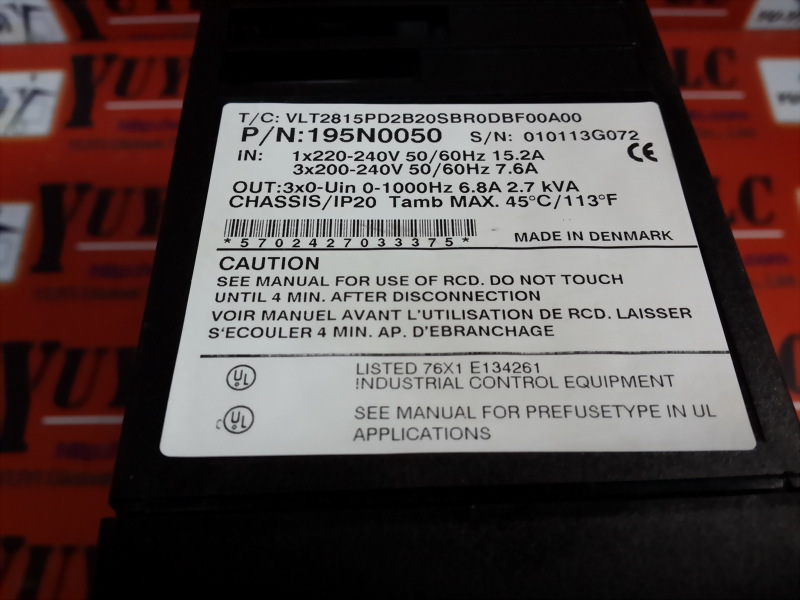 T/C: VLT2815PD2B20SBR0DBF00A00
P/N:195N0050 S/N: 010113G072
IN: 1x220-240V 50/60Hz 15.2A
3x200-240V 50/60Hz 7.6A
CE
OUT:3x0-Uin 0-1000Hz 6.8A 2.7 kVA
CHASSIS/IP20 Tamb MAX. 45°C/113°F
*5702427033375* MADE IN DENMARK
CAUTION
SEE MANUAL FOR USE OF RCD. DO NOT TOUCH
UNTIL 4 MIN. AFTER DISCONNECTION
VOIR MANUEL AVANT L'UTILISATION DE RCD. LAISSER
S'ECOULER 4 MIN. AP. D'EBRANCHAGE
UL LISTED 76X1 E134261
INDUSTRIAL CONTROL EQUIPMENT
c UL SEE MANUAL FOR PREFUSETYPE IN UL
APPLICATIONS